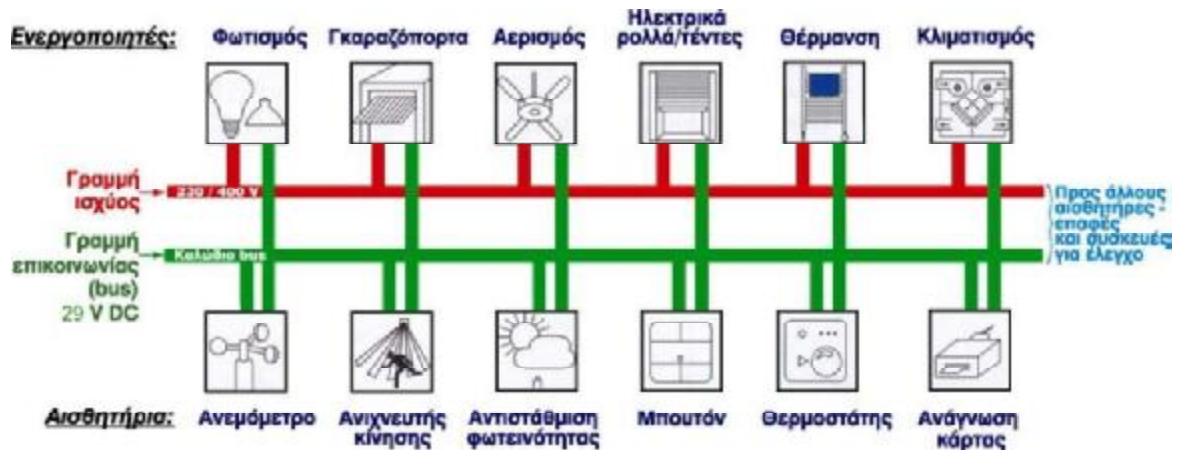 Ενεργοποιητές:
Φωτισμός
Γκαραζόπορτα
Αερισμός
Ηλεκτρικά
ρολλά/τέντες
Θέρμανση
Κλιματισμός
Γραμμή
ισχύος
220 / 400 V
Προς άλλους
αισθητήρες -
επαφές
και συσκευές
για έλεγχο
Γραμμή
επικοινωνίας
(bus)
29 V DC
Καλώδιο bus
Αισθητήρια:
Ανεμόμετρο
Ανιχνευτής
κίνησης
Αντιστάθμιση
φωτεινότητας
Μπουτόν
Θερμοστάτης
Ανάγνωση
κάρτας